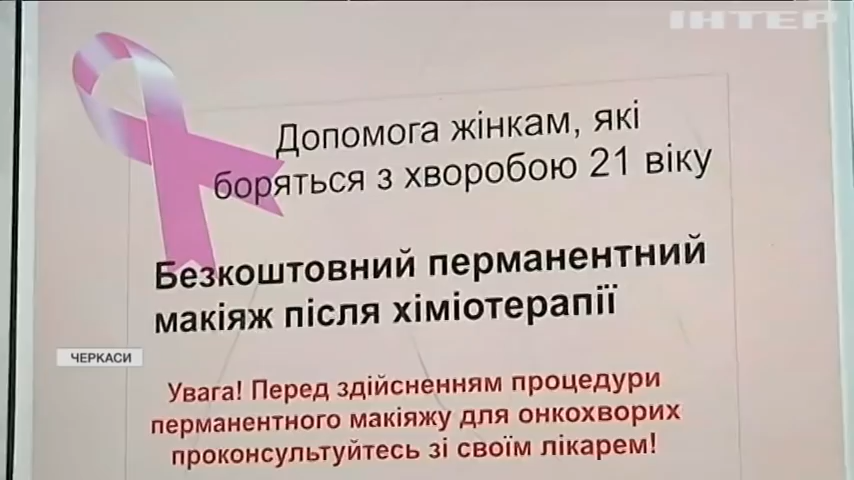 ІНТЕР
Допомога жінкам, які
боряться з хворобою 21 віку
Безкоштовний перманентний
макіяж після хіміотерапії
ЧЕРКАСИ
Увага! Перед здійсненням процедури
перманентного макіяжу для онкохворих
проконсультуйтесь зі своїм лікарем!